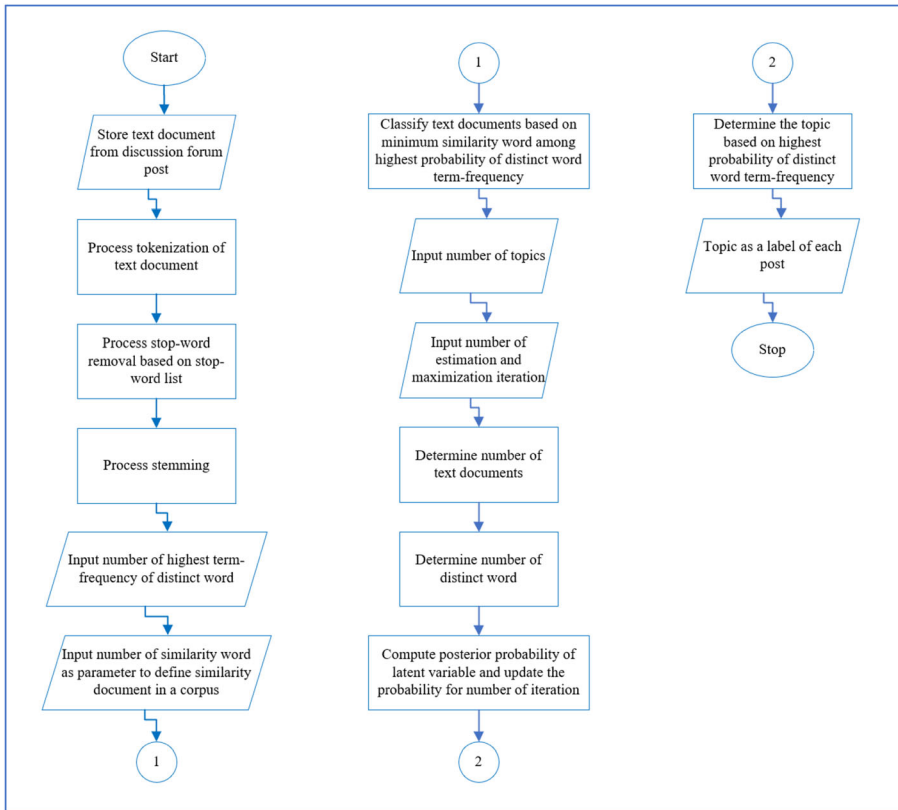 Start
Store text document
from discussion forum
post
Process tokenization of
text document
Process stop-word
removal based on stop-
word list
Process stemming
Input number of highest term-
frequency of distinct word
Input number of similarity word
as parameter to define similarity
document in a corpus
1
1
Classify text documents based on
minimum similarity word among
highest probability of distinct word
term-frequency
Input number of topics
Input number of
estimation and
maximization iteration
Determine number of
text documents
Determine number of
distinct word
Compute posterior probability of
latent variable and update the
probability for number of iteration
2
2
Determine the topic
based on highest
probability of distinct
word term-frequency
Topic as a label of each
post
Stop